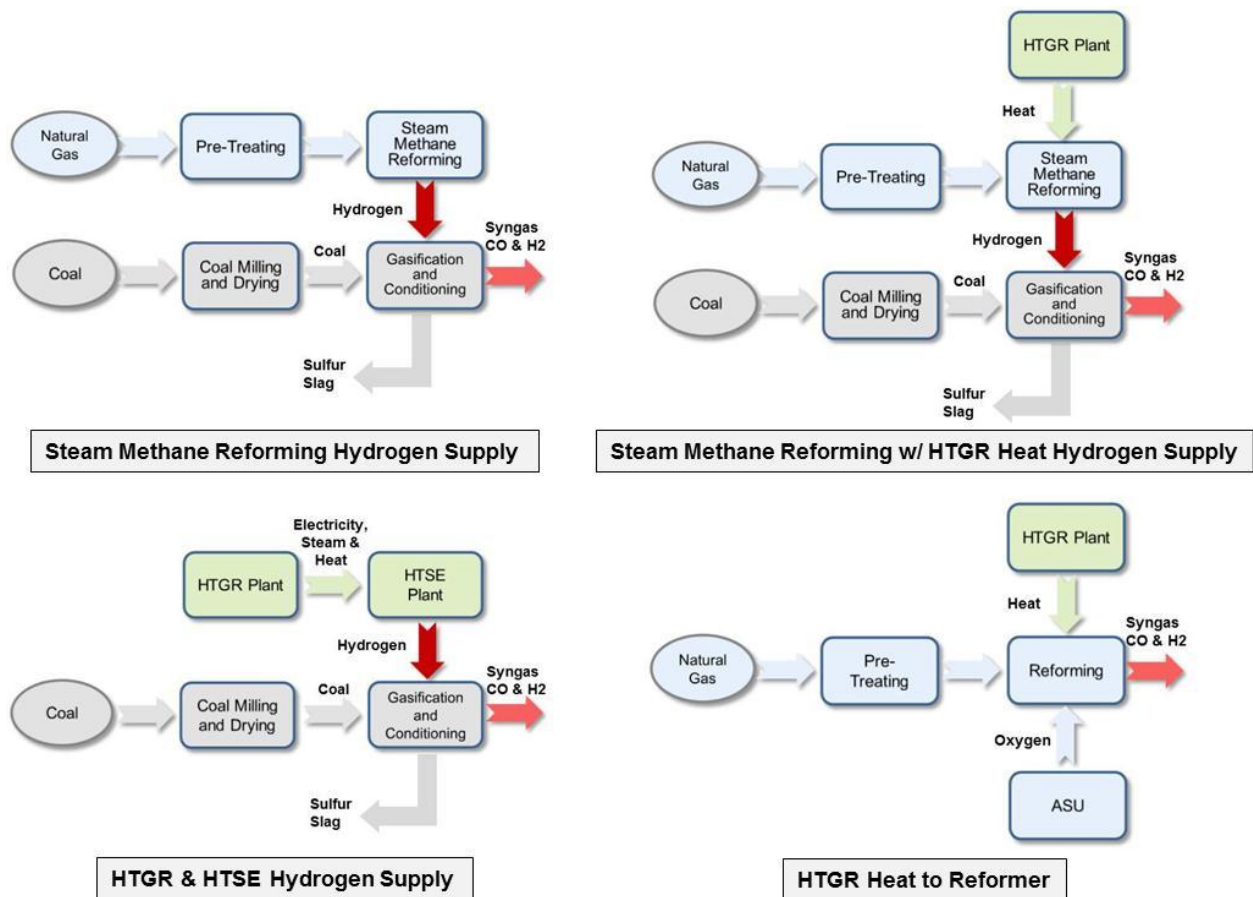 Natural
Gas
Pre-Treating
Steam
Methane
Reforming
Hydrogen
Syngas
CO & H2
Coal
Coal Milling
and Drying
Coal
Gasification
and
Conditioning
Sulfur
Slag
Steam Methane Reforming Hydrogen Supply
HTGR Plant
Heat
Natural
Gas
Pre-Treating
Steam
Methane
Reforming
Hydrogen
Syngas
CO & H2
Coal
Coal Milling
and Drying
Coal
Gasification
and
Conditioning
Sulfur
Slag
Steam Methane Reforming w/ HTGR Heat Hydrogen Supply
Electricity,
Steam &
Heat
HTGR Plant
HTSE
Plant
Hydrogen
Syngas
CO & H2
Coal
Coal Milling
and Drying
Coal
Gasification
and
Conditioning
Sulfur
Slag
HTGR & HTSE Hydrogen Supply
HTGR Plant
Heat
Syngas
CO & H2
Natural
Gas
Pre-
Treating
Reforming
Oxygen
ASU
HTGR Heat to Reformer